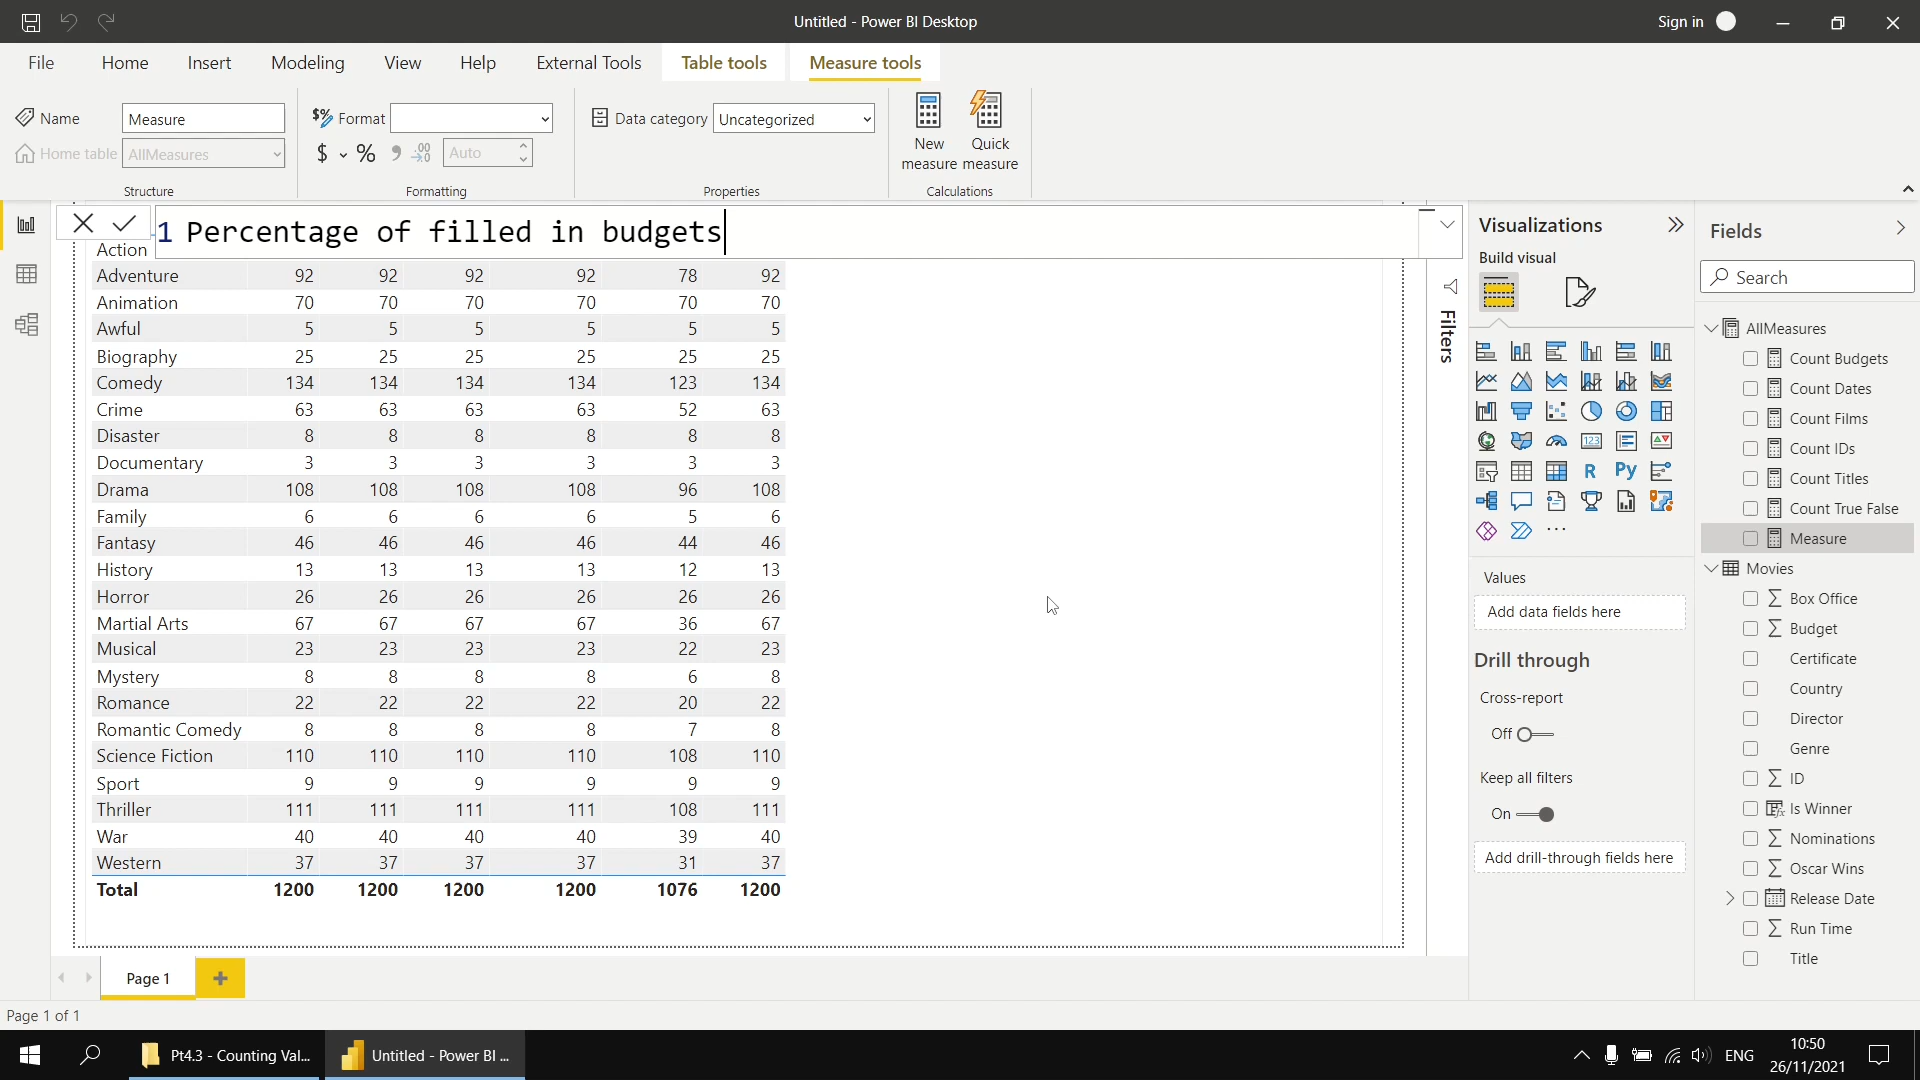 Untitled - Power BI Desktop
Sign in
File Home Insert Modeling View Help External Tools Table tools Measure tools
Name Measure
Home table AllMeasures
Structure
$% Format
$ % 9 .00 Auto
Formatting
Data category Uncategorized
Properties
New measure
Quick measure
Calculations
1 Percentage of filled in budgets
Action
Adventure 92 92 92 92 78 92
Animation 70 70 70 70 70 70
Awful 5 5 5 5 5 5
Biography 25 25 25 25 25 25
Comedy 134 134 134 134 123 134
Crime 63 63 63 63 52 63
Disaster 8 8 8 8 8 8
Documentary 3 3 3 3 3 3
Drama 108 108 108 108 96 108
Family 6 6 6 6 5 6
Fantasy 46 46 46 46 44 46
History 13 13 13 13 12 13
Horror 26 26 26 26 26 26
Martial Arts 67 67 67 67 36 67
Musical 23 23 23 23 22 23
Mystery 8 8 8 8 6 8
Romance 22 22 22 22 20 22
Romantic Comedy 8 8 8 8 7 8
Science Fiction 110 110 110 110 108 110
Sport 9 9 9 9 9 9
Thriller 111 111 111 111 108 111
War 40 40 40 40 39 40
Western 37 37 37 37 31 37
Total 1200 1200 1200 1200 1076 1200
Filters
Visualizations
Build visual
123
R Py
...
Values
Add data fields here
Drill through
Cross-report
Off
Keep all filters
On
Add drill-through fields here
Fields
Search
AllMeasures
Count Budgets
Count Dates
Count Films
Count IDs
Count Titles
Count True False
Measure
Movies
Box Office
Budget
Certificate
Country
Director
Genre
ID
Is Winner
Nominations
Oscar Wins
Release Date
Run Time
Title
Page 1
Page 1 of 1
Pt4.3 - Counting Val...
Untitled - Power BI ...
ENG
10:50
26/11/2021